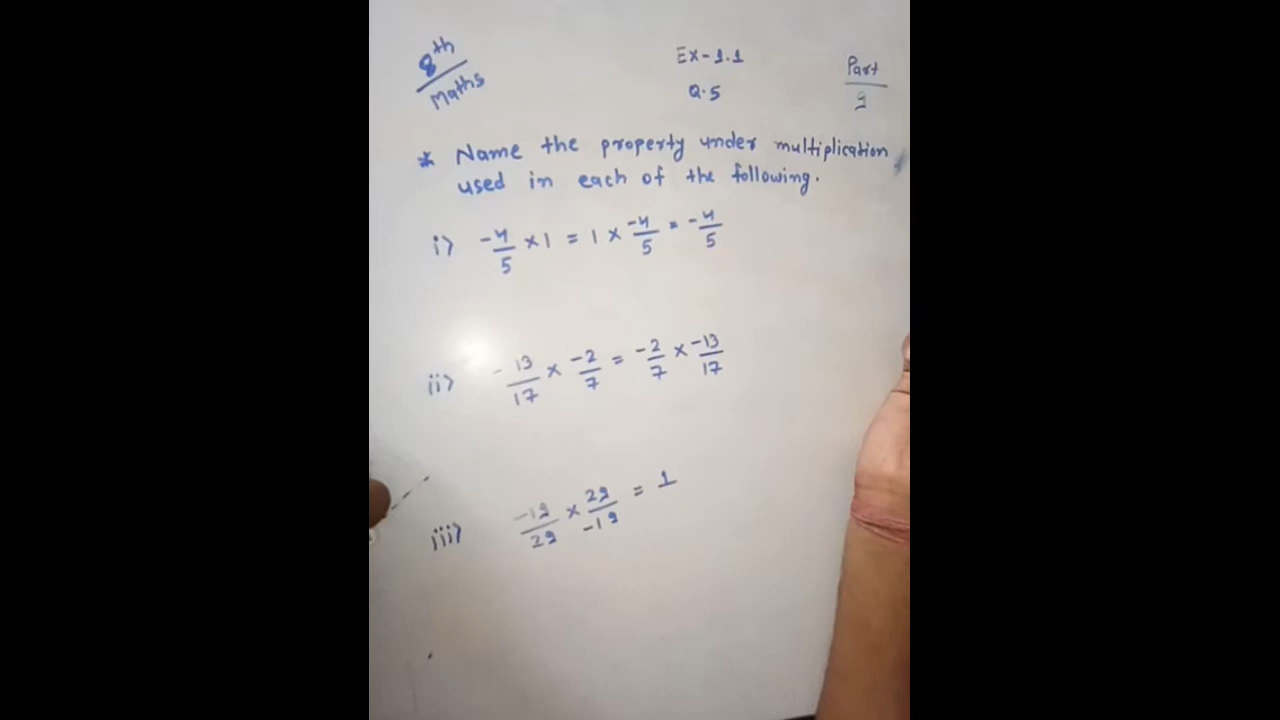 8th
Maths
Ex-1.1
Q.5
Part
9
* Name the property under multiplication
used in each of the following.
i) -4/5 × 1 = 1 × -4/5 = -4/5
ii) -13/17 × -2/7 = -2/7 × -13/17
iii) -19/29 × 29/-19 = 1